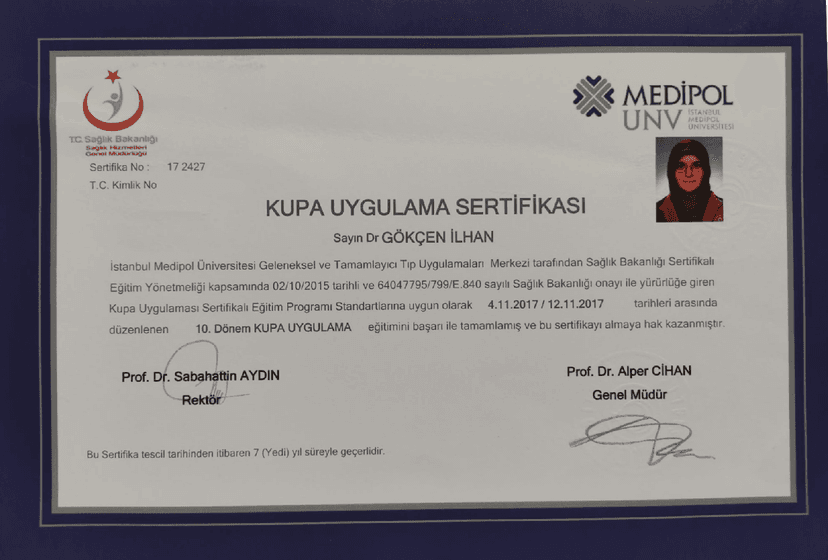 MEDİPOL
UNV İSTANBUL
MEDİPOL
ÜNİVERSİTESİ
T.C. Sağlık Bakanlığı
Sağlık Hizmetleri
Genel Müdürlüğü
Sertifika No : 17 2427
T.C. Kimlik No
KUPA UYGULAMA SERTİFİKASI
Sayın Dr GÖKÇEN İLHAN
İstanbul Medipol Üniversitesi Geleneksel ve Tamamlayıcı Tıp Uygulamaları Merkezi tarafından Sağlık Bakanlığı Sertifikalı
Eğitim Yönetmeliği kapsamında 02/10/2015 tarihli ve 64047795/799/E.840 sayılı Sağlık Bakanlığı onayı ile yürürlüğe giren
Kupa Uygulaması Sertifikalı Eğitim Programı Standartlarına uygun olarak 4.11.2017 / 12.11.2017 tarihleri arasında
düzenlenen 10. Dönem KUPA UYGULAMA eğitimini başarı ile tamamlamış ve bu sertifikayı almaya hak kazanmıştır.
Prof. Dr. Sabahattin AYDIN
Rektör
Prof. Dr. Alper CİHAN
Genel Müdür
Bu Sertifika tescil tarihinden itibaren 7 (Yedi) yıl süreyle geçerlidir.